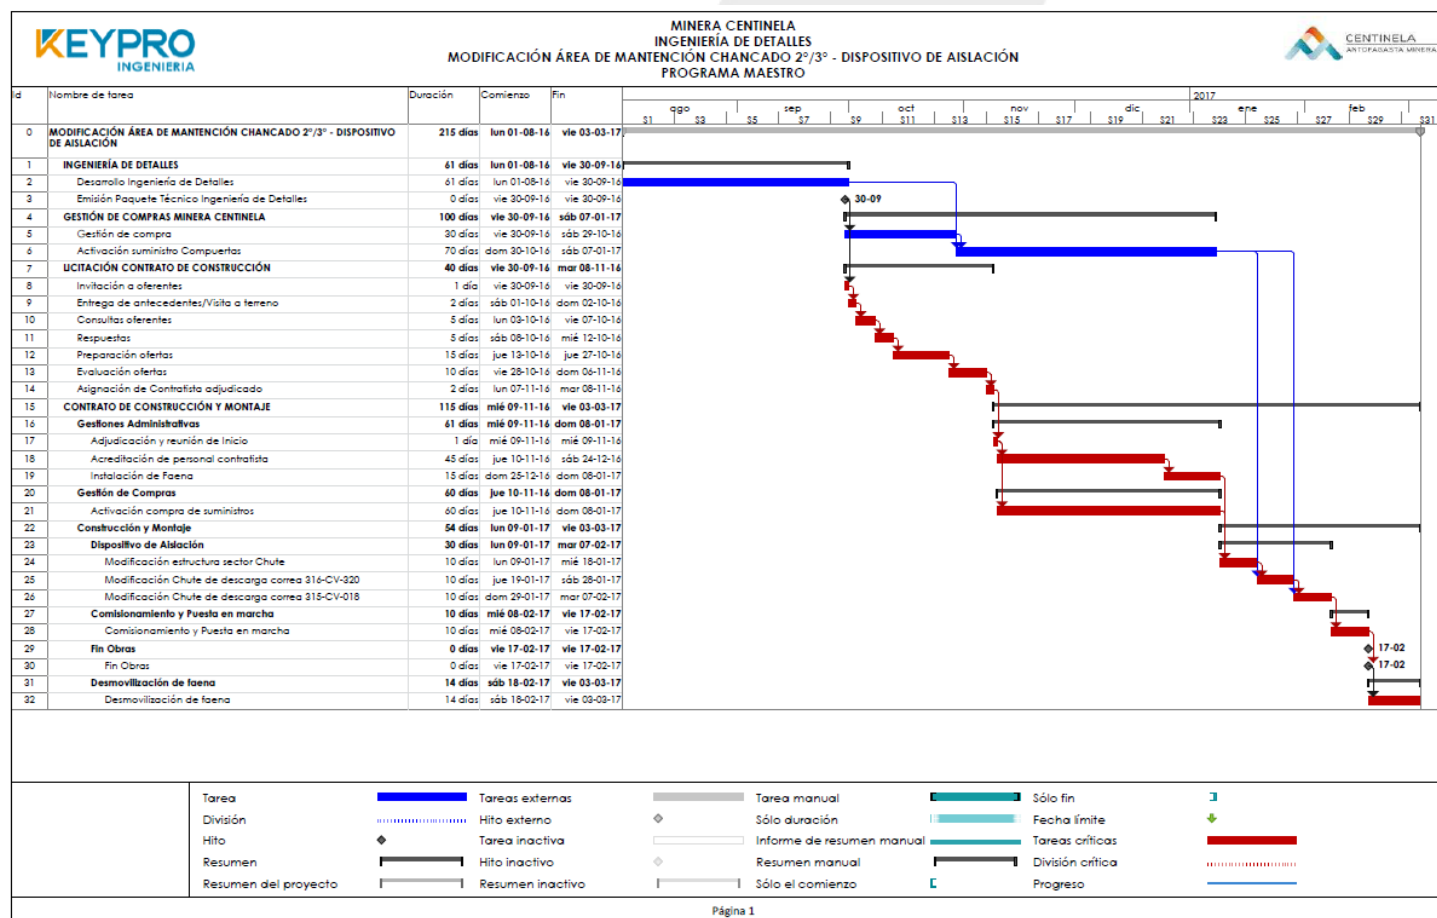 KEYPRO
INGENIERIA
MINERA CENTINELA
INGENIERÍA DE DETALLES
MODIFICACIÓN ÁREA DE MANTENCIÓN CHANCADO 2°/3° - DISPOSITIVO DE AISLACIÓN
PROGRAMA MAESTRO
CENTINELA
ANTOFAGASTA MINERA
Id Nombre de tarea Duración Comienzo Fin
2017
ago sep oct nov dic ene feb
S1 S3 S5 S7 S9 S11 S13 S15 S17 S19 S21 S23 S25 S27 S29 S31
0 MODIFICACIÓN ÁREA DE MANTENCIÓN CHANCADO 2°/3° - DISPOSITIVO DE AISLACIÓN 215 días lun 01-08-16 vie 03-03-17
1 INGENIERÍA DE DETALLES 61 días lun 01-08-16 vie 30-09-16
2 Desarrollo Ingeniería de Detalles 61 días lun 01-08-16 vie 30-09-16
3 Emisión Paquete Técnico Ingeniería de Detalles 0 días vie 30-09-16 vie 30-09-16 30-09
4 GESTIÓN DE COMPRAS MINERA CENTINELA 100 días vie 30-09-16 sáb 07-01-17
5 Gestión de compra 30 días vie 30-09-16 sáb 29-10-16
6 Activación suministro Compuertas 70 días dom 30-10-16 sáb 07-01-17
7 LICITACIÓN CONTRATO DE CONSTRUCCIÓN 40 días vie 30-09-16 mar 08-11-16
8 Invitación a oferentes 1 día vie 30-09-16 vie 30-09-16
9 Entrega de antecedentes/Visita a terreno 2 días sáb 01-10-16 dom 02-10-16
10 Consultas oferentes 5 días lun 03-10-16 vie 07-10-16
11 Respuestas 5 días sáb 08-10-16 mié 12-10-16
12 Preparación ofertas 15 días jue 13-10-16 jue 27-10-16
13 Evaluación ofertas 10 días vie 28-10-16 dom 06-11-16
14 Asignación de Contratista adjudicado 2 días lun 07-11-16 mar 08-11-16
15 CONTRATO DE CONSTRUCCIÓN Y MONTAJE 115 días mié 09-11-16 vie 03-03-17
16 Gestiones Administrativas 61 días mié 09-11-16 dom 08-01-17
17 Adjudicación y reunión de Inicio 1 día mié 09-11-16 mié 09-11-16
18 Acreditación de personal contratista 45 días jue 10-11-16 sáb 24-12-16
19 Instalación de Faena 15 días dom 25-12-16 dom 08-01-17
20 Gestión de Compras 60 días jue 10-11-16 dom 08-01-17
21 Activación compra de suministros 60 días jue 10-11-16 dom 08-01-17
22 Construcción y Montaje 54 días lun 09-01-17 vie 03-03-17
23 Dispositivo de Aislación 30 días lun 09-01-17 mar 07-02-17
24 Modificación estructura sector Chute 10 días lun 09-01-17 mié 18-01-17
25 Modificación Chute de descarga correa 316-CV-320 10 días jue 19-01-17 sáb 28-01-17
26 Modificación Chute de descarga correa 315-CV-018 10 días dom 29-01-17 mar 07-02-17
27 Comisionamiento y Puesta en marcha 10 días mié 08-02-17 vie 17-02-17
28 Comisionamiento y Puesta en marcha 10 días mié 08-02-17 vie 17-02-17
29 Fin Obras 0 días vie 17-02-17 vie 17-02-17 17-02
30 Fin Obras 0 días vie 17-02-17 vie 17-02-17 17-02
31 Desmovilización de faena 14 días sáb 18-02-17 vie 03-03-17
32 Desmovilización de faena 14 días sáb 18-02-17 vie 03-03-17
Tarea Tareas externas Tarea manual Sólo fin
División Hito externo Sólo duración Fecha límite
Hito Tarea inactiva Informe de resumen manual Tareas críticas
Resumen Hito inactivo Resumen manual División crítica
Resumen del proyecto Resumen inactivo Sólo el comienzo Progreso
Página 1